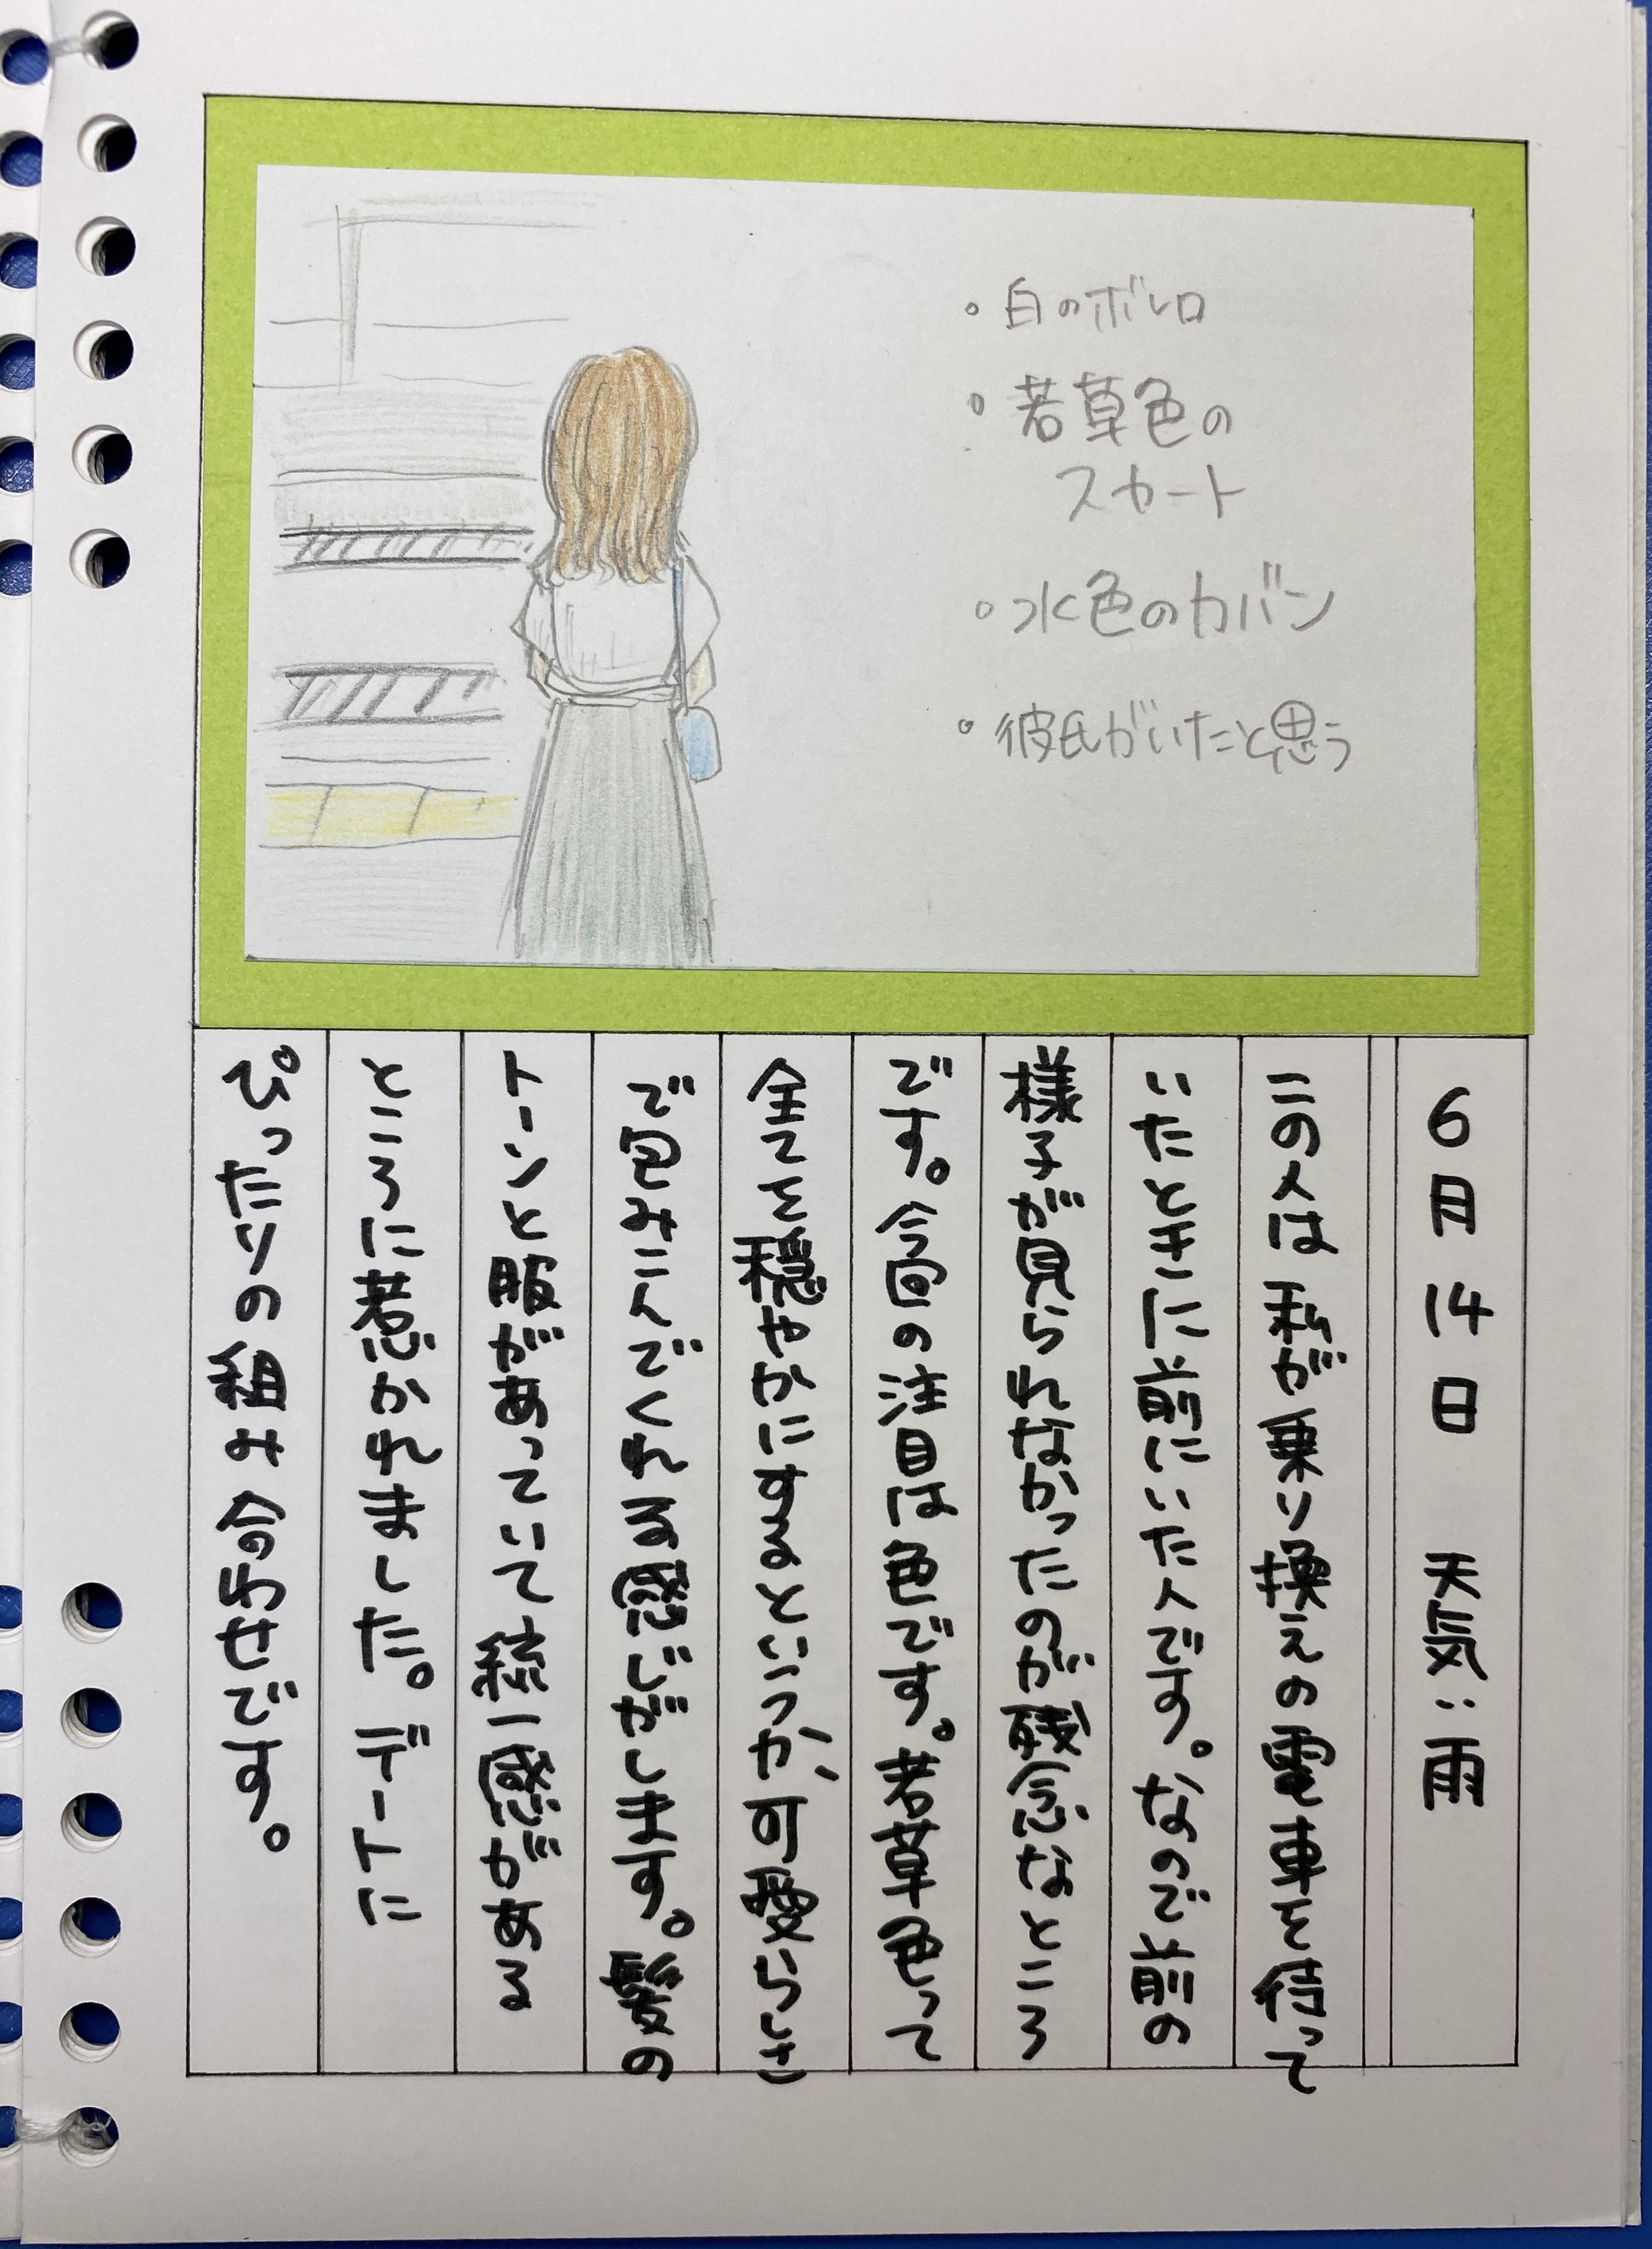 ・白のボレロ
・若草色の
スカート
・水色のカバン
・彼氏がいたと思う
6月14日 天気:雨
この人は私が乗り換えの電車を待って
いたときに前にいた人です。なので前の
様子が見られなかったのが残念なところ
です。今回の注目は色です。若草色って
全てを穏やかにするというか、可愛らしさ
で包みこんでくれる感じがします。髪の
トーンと服があっていて統一感がある
ところに惹かれました。デートに
ぴったりの組み合わせです。